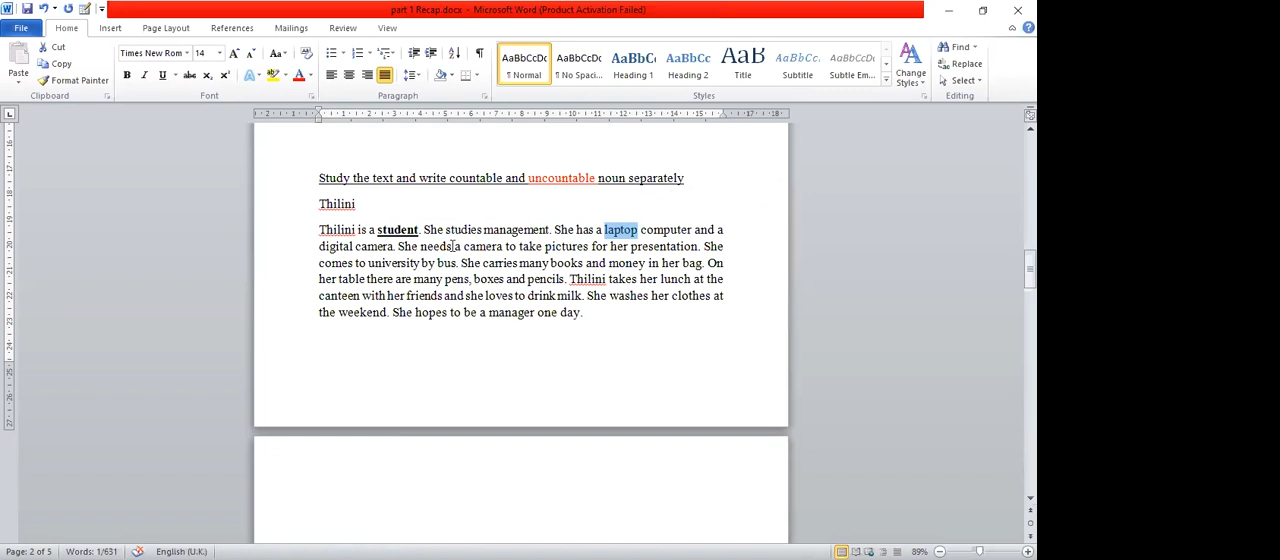 part 1 Recap.docx - Microsoft Word (Product Activation Failed)
File Home Insert Page Layout References Mailings Review View
Paste
Cut
Copy
Format Painter
Clipboard
Times New Rom 14
Font
Paragraph
AaBbCcDc AaBbCcDc AaBbCc AaBbCc AaB AaBbCc. AaBbCcDc
¶ Normal ¶ No Spaci... Heading 1 Heading 2 Title Subtitle Subtle Em...
Change
Styles
Styles
Find
Replace
Select
Editing
Study the text and write countable and uncountable noun separately
Thilini
Thilini is a student. She studies management. She has a laptop computer and a
digital camera. She needs a camera to take pictures for her presentation. She
comes to university by bus. She carries many books and money in her bag. On
her table there are many pens, boxes and pencils. Thilini takes her lunch at the
canteen with her friends and she loves to drink milk. She washes her clothes at
the weekend. She hopes to be a manager one day.
Page: 2 of 5 Words: 1/631 English (U.K.) 89%